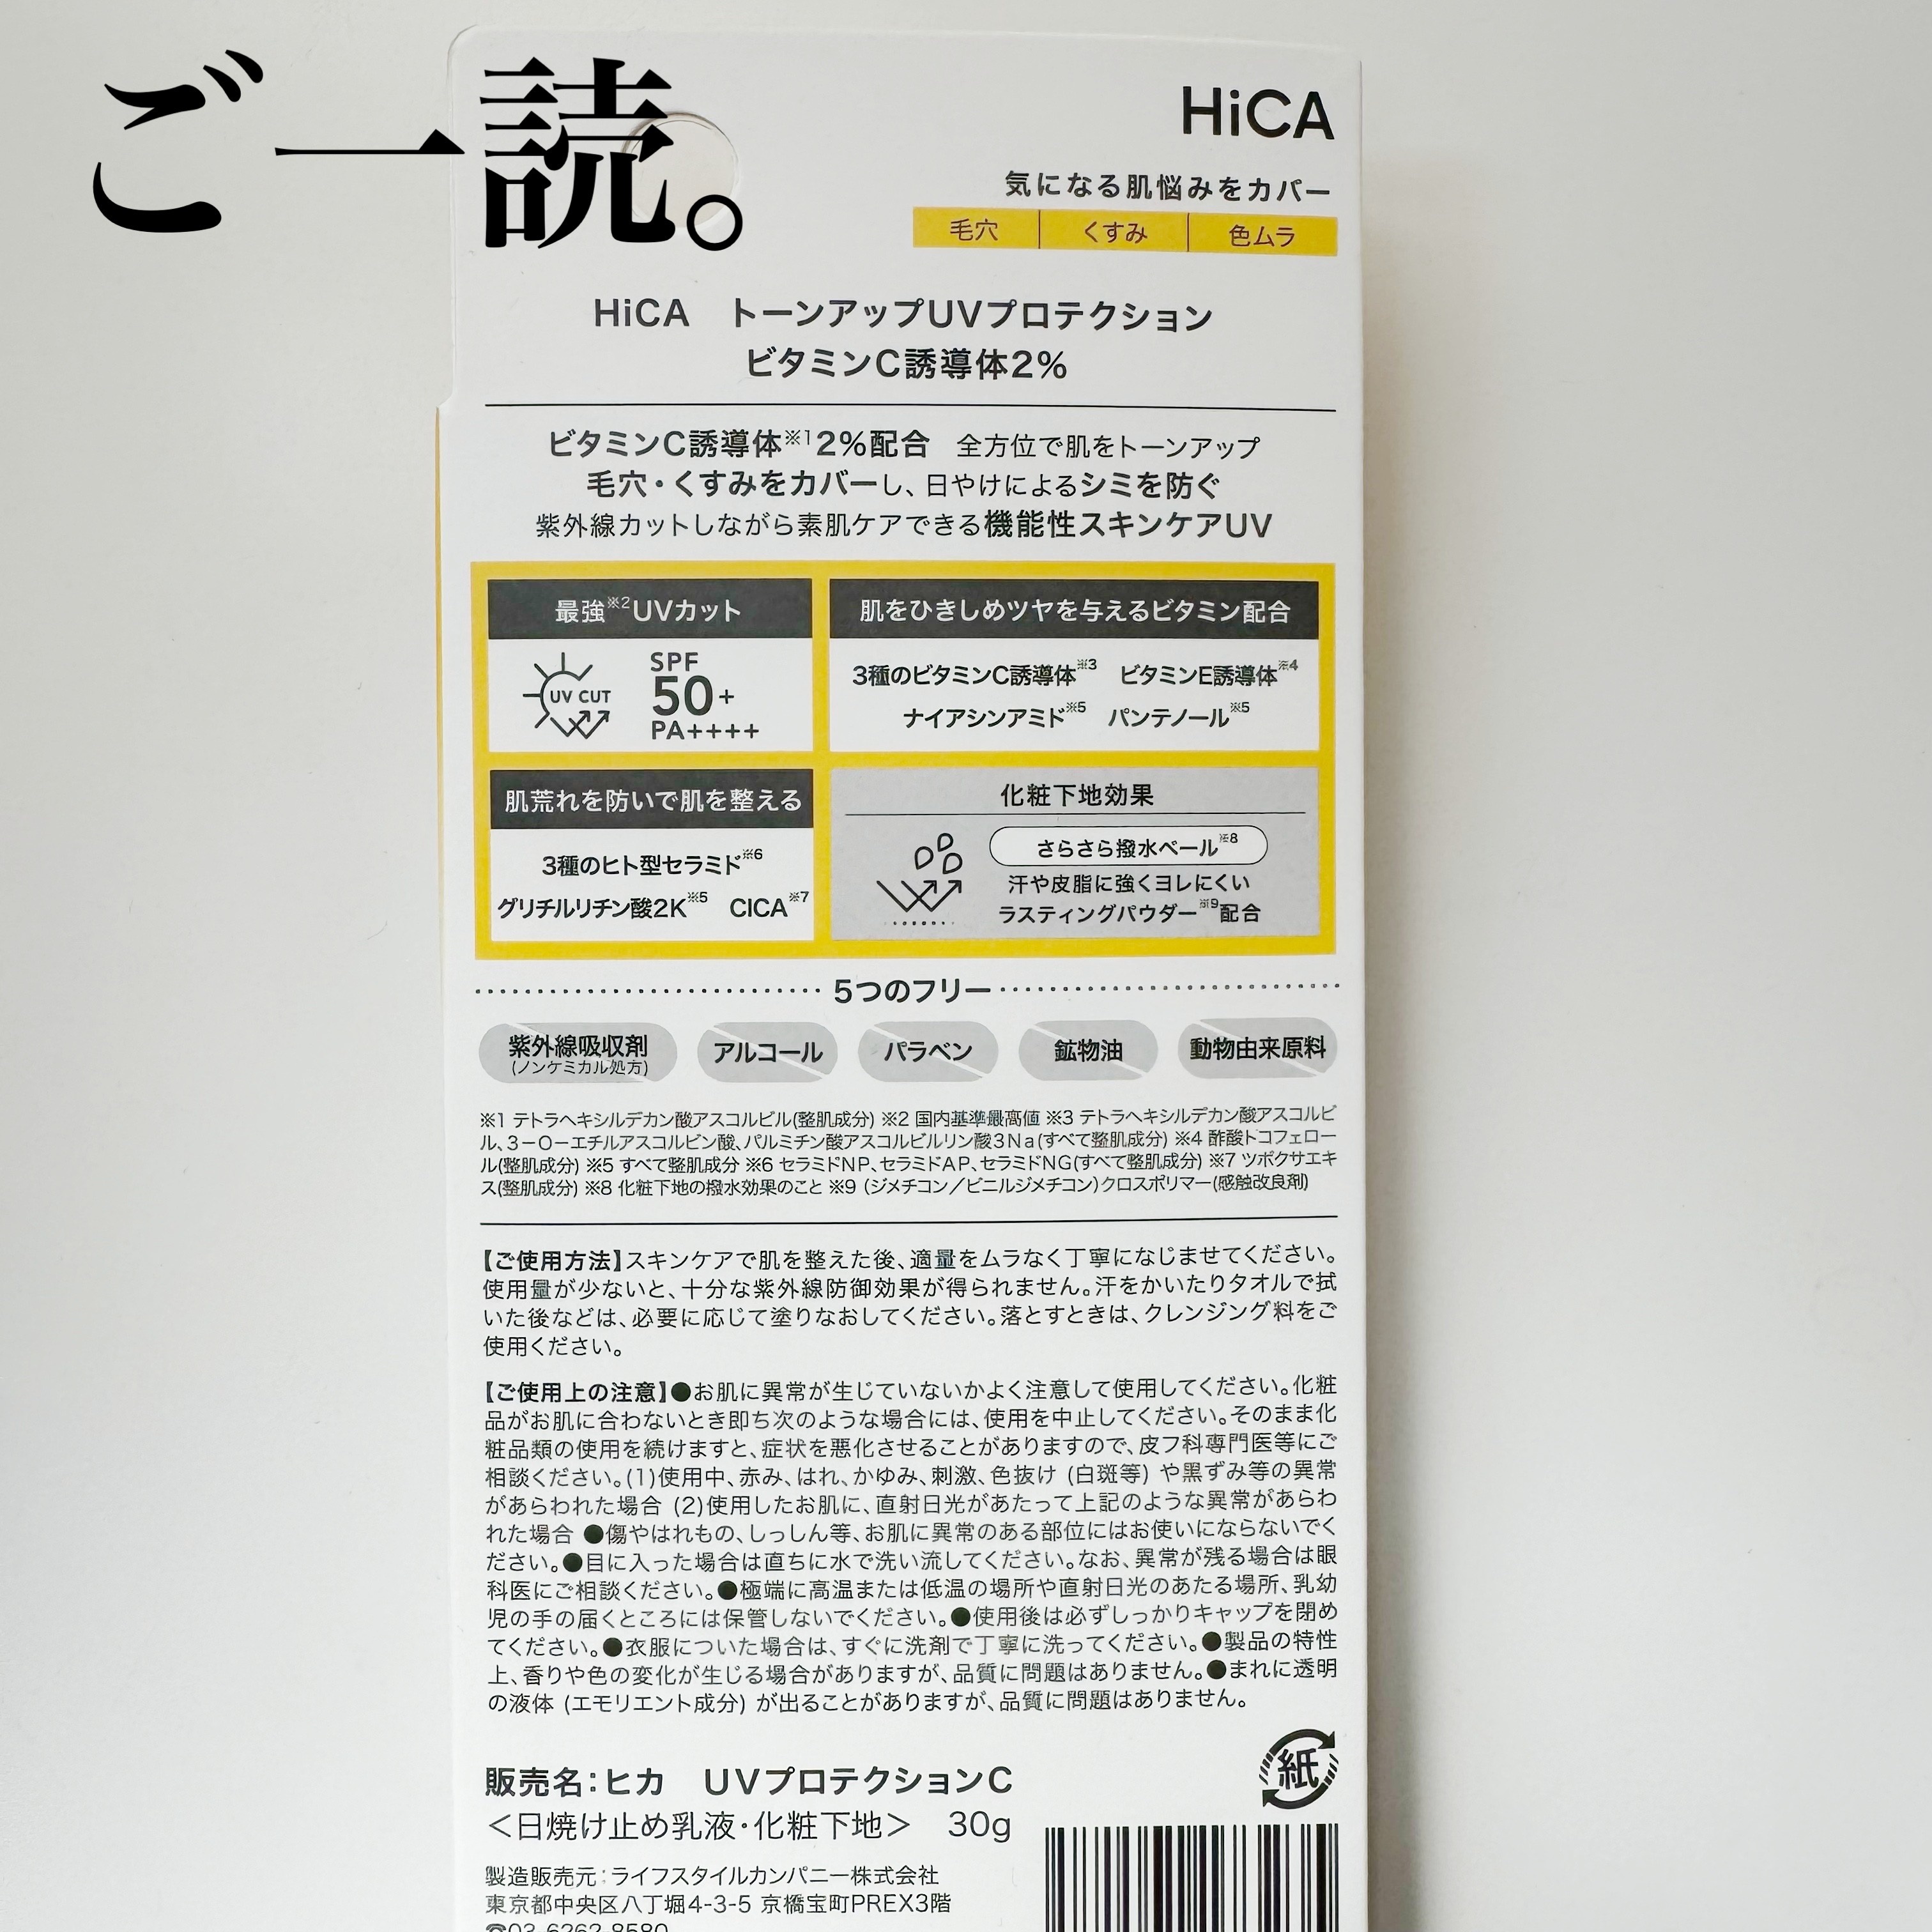 ご一読。
HiCA
気になる肌悩みをカバー
毛穴 くすみ 色ムラ
HiCA トーンアップUVプロテクション
ビタミンC誘導体2%
ビタミンC誘導体※12%配合 全方位で肌をトーンアップ
毛穴・くすみをカバーし、日やけによるシミを防ぐ
紫外線カットしながら素肌ケアできる機能性スキンケアUV
最強※2UVカット
UV CUT
SPF
50+
PA++++
肌をひきしめツヤを与えるビタミン配合
3種のビタミンC誘導体※3 ビタミンE誘導体※4
ナイアシンアミド※5 パンテノール※5
肌荒れを防いで肌を整える
3種のヒト型セラミド※6
グリチルリチン酸2K※5 CICA※7
化粧下地効果
さらさら撥水ベール※8
汗や皮脂に強くヨレにくい
ラスティングパウダー※9配合
5つのフリー
紫外線吸収剤
(ノンケミカル処方)
アルコール
パラベン
鉱物油
動物由来原料
※1 テトラヘキシルデカン酸アスコルビル(整肌成分) ※2 国内基準最高値 ※3 テトラヘキシルデカン酸アスコルビ
ル、3-O-エチルアスコルビン酸、パルミチン酸アスコルビルリン酸3Na(すべて整肌成分) ※4 酢酸トコフェロー
ル(整肌成分) ※5 すべて整肌成分 ※6 セラミドNP、セラミドAP、セラミドNG(すべて整肌成分) ※7 ツボクサエキ
ス(整肌成分) ※8 化粧下地の撥水効果のこと ※9 (ジメチコン/ビニルジメチコン)クロスポリマー(感触改良剤)
【ご使用方法】スキンケアで肌を整えた後、適量をムラなく丁寧になじませてください。
使用量が少ないと、十分な紫外線防御効果が得られません。汗をかいたりタオルで拭
いた後などは、必要に応じて塗りなおしてください。落とすときは、クレンジング料をご
使用ください。
【ご使用上の注意】●お肌に異常が生じていないかよく注意して使用してください。化粧
品がお肌に合わないとき即ち次のような場合には、使用を中止してください。そのまま化
粧品類の使用を続けますと、症状を悪化させることがありますので、皮フ科専門医等にご
相談ください。(1)使用中、赤み、はれ、かゆみ、刺激、色抜け (白斑等) や黒ずみ等の異常
があらわれた場合 (2)使用したお肌に、直射日光があたって上記のような異常があらわ
れた場合 ●傷やはれもの、しっしん等、お肌に異常のある部位にはお使いにならないでく
ださい。●目に入った場合は直ちに水で洗い流してください。なお、異常が残る場合は眼
科医にご相談ください。●極端に高温または低温の場所や直射日光のあたる場所、乳幼
児の手の届くところには保管しないでください。●使用後は必ずしっかりキャップを閉め
てください。●衣服についた場合は、すぐに洗剤で丁寧に洗ってください。●製品の特性
上、香りや色の変化が生じる場合がありますが、品質に問題はありません。●まれに透明
の液体 (エモリエント成分) が出ることがありますが、品質に問題はありません。
紙
販売名:ヒカ UVプロテクションC
<日焼け止め乳液・化粧下地> 30g
製造販売元:ライフスタイルカンパニー株式会社
東京都中央区八丁堀4-3-5 京橋宝町PREX3階
☎03-6262-8580